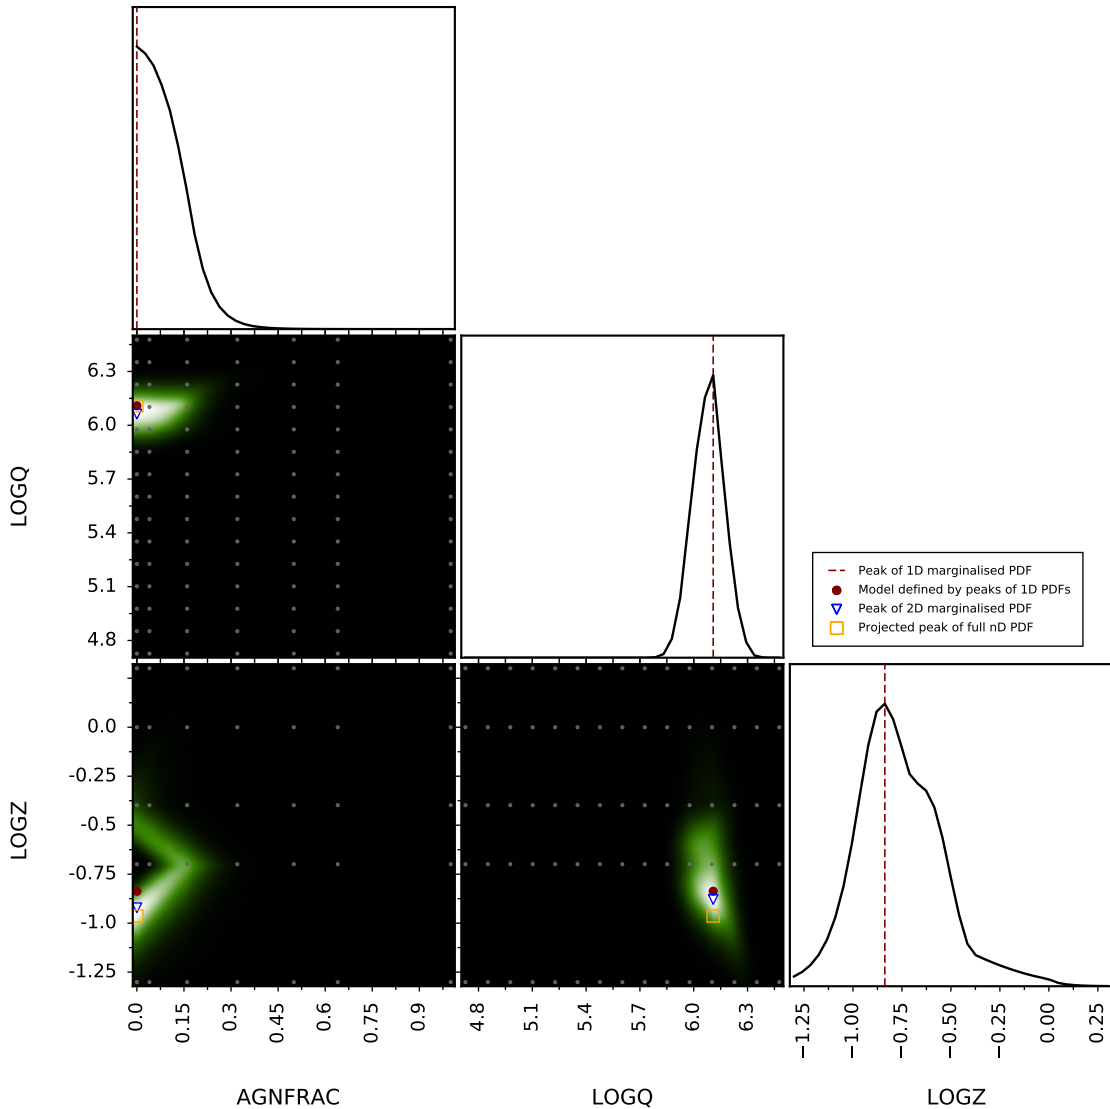 6.3
6.0
5.7
5.4
5.1
4.8
LOGQ
Peak of 1D marginalised PDF
Model defined by peaks of 1D PDFs
Peak of 2D marginalised PDF
Projected peak of full nD PDF
0.0
-0.25
-0.5
-0.75
-1.0
-1.25
LOGZ
0.0 0.15 0.3 0.45 0.6 0.75 0.9
4.8 5.1 5.4 5.7 6.0 6.3
−1.25 −1.00 −0.75 −0.50 −0.25 0.00 0.25
AGNFRAC LOGQ LOGZ